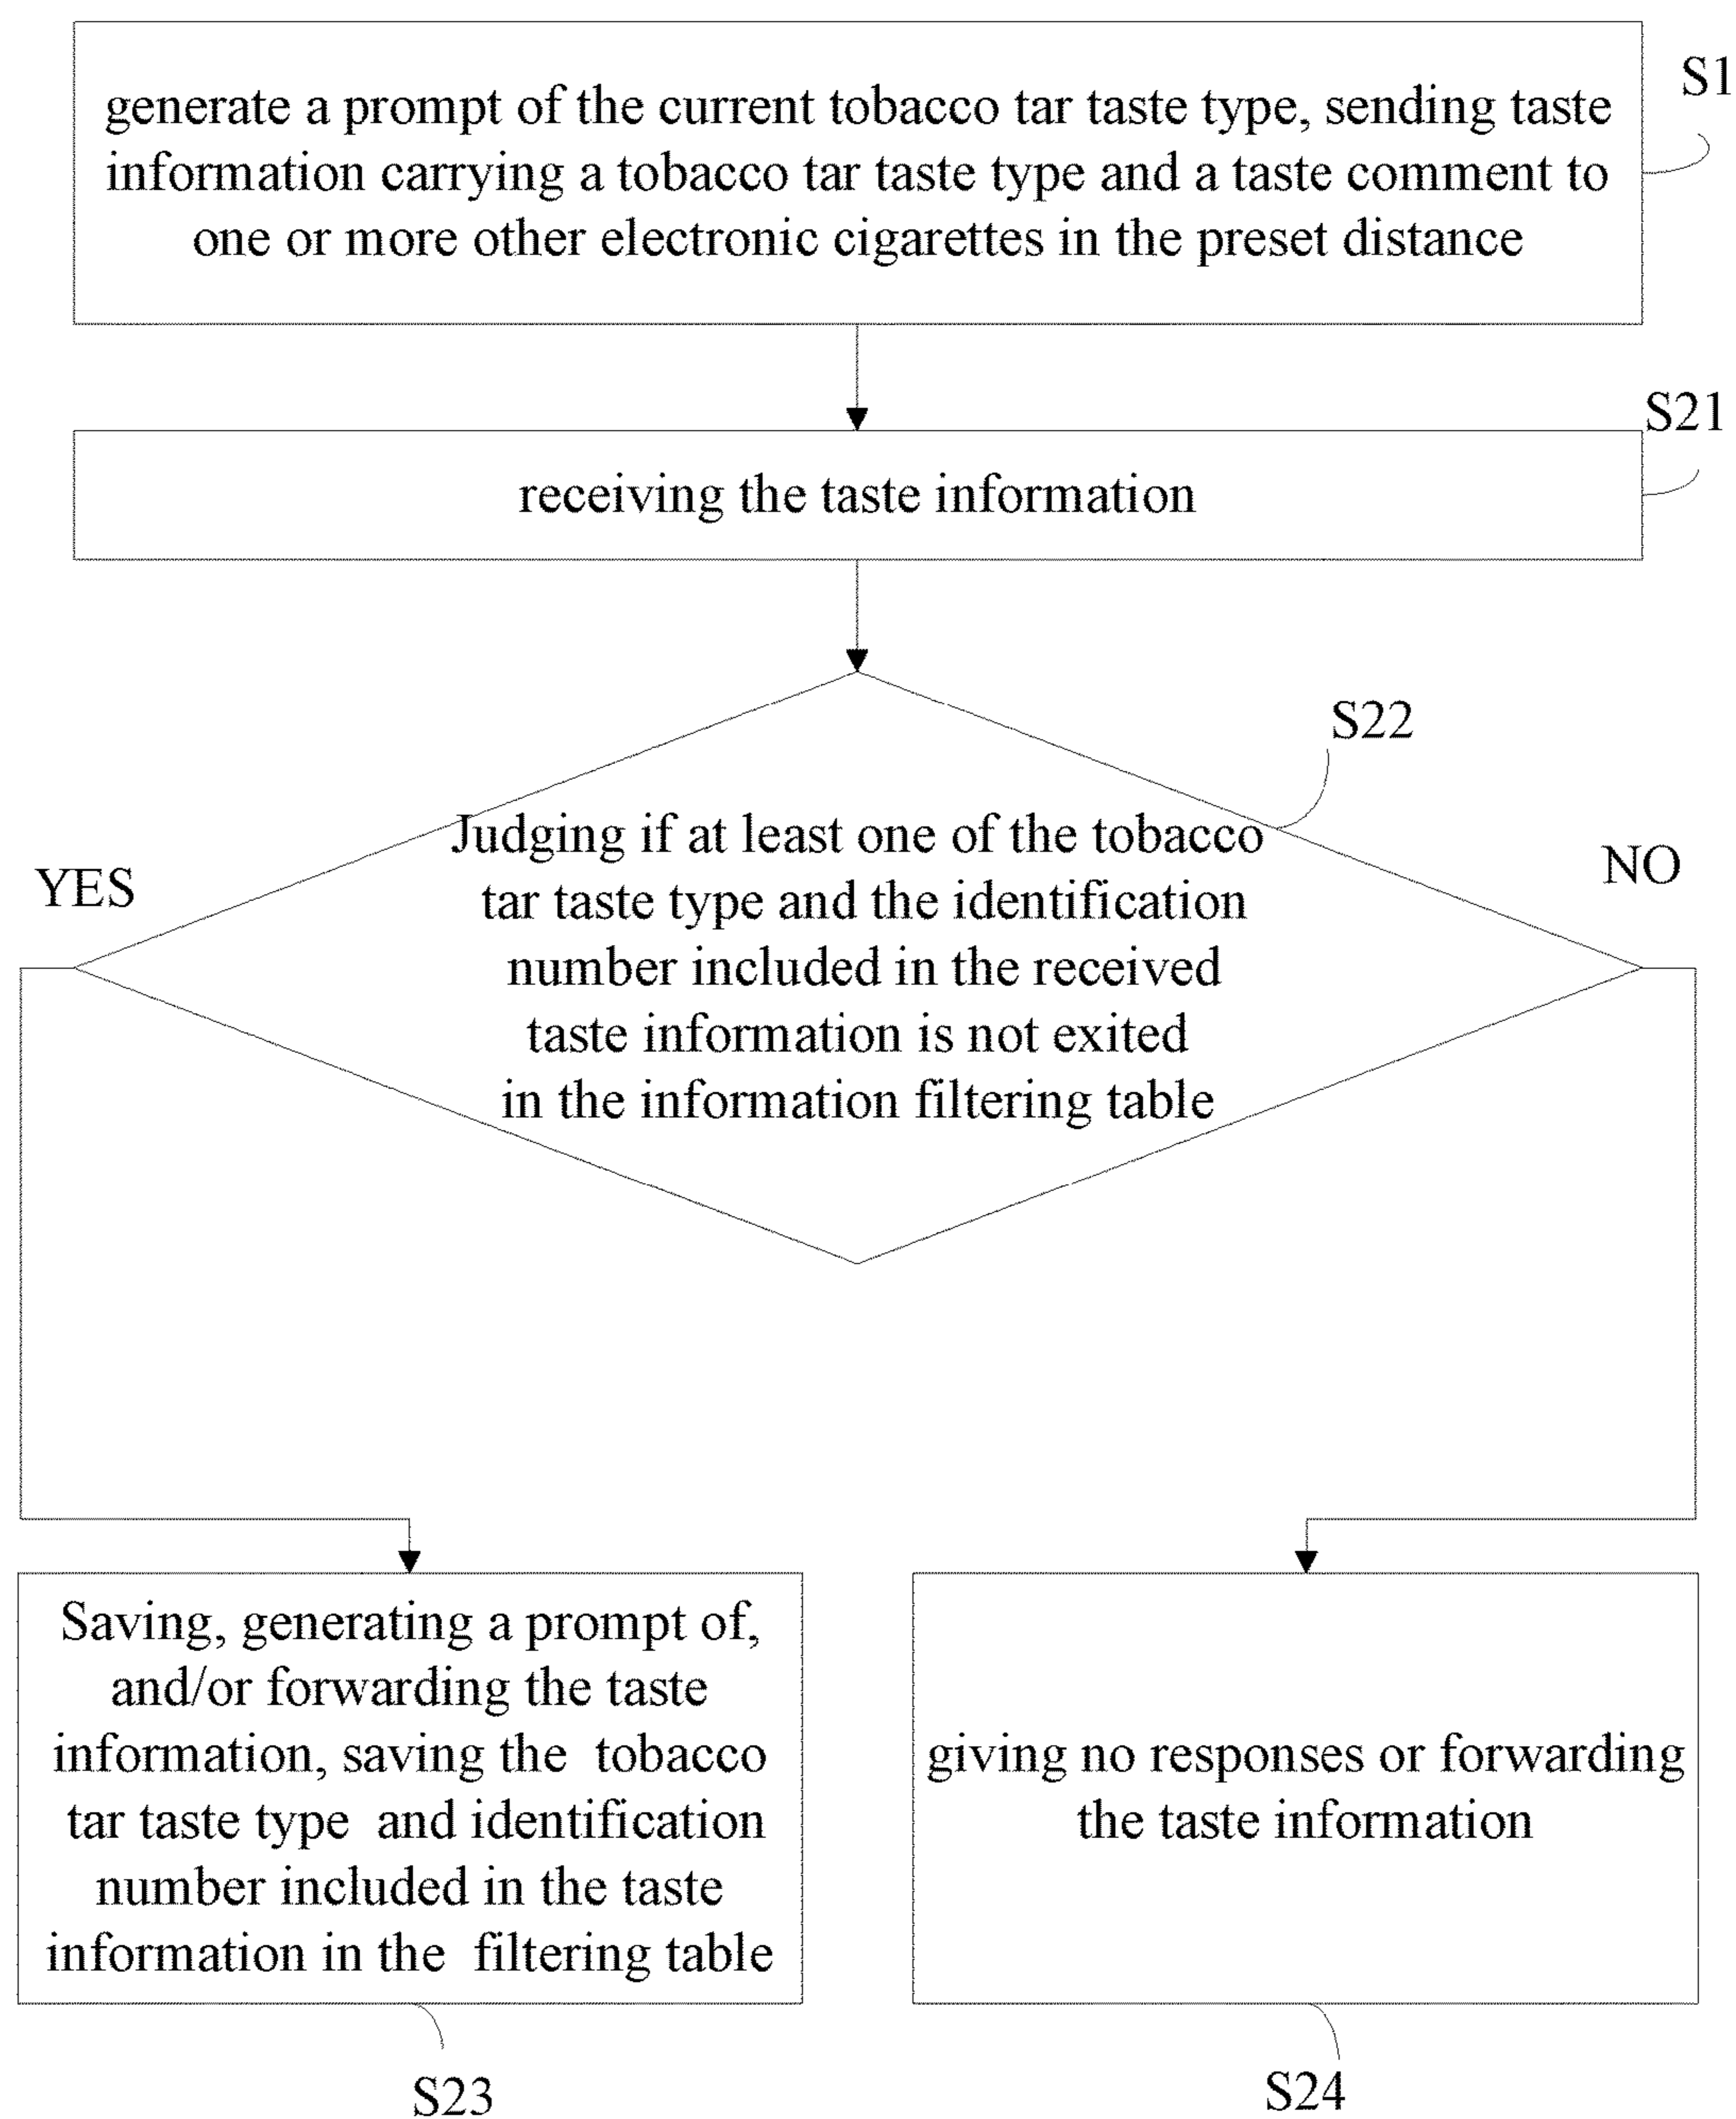 S1
generate a prompt of the current tobacco tar taste type, sending taste
information carrying a tobacco tar taste type and a taste comment to
one or more other electronic cigarettes in the preset distance
S21
receiving the taste information
S22
Judging if at least one of the tobacco
tar taste type and the identification
number included in the received
taste information is not exited
in the information filtering table
YES
NO
Saving, generating a prompt of,
and/or forwarding the taste
information, saving the tobacco
tar taste type and identification
number included in the taste
information in the filtering table
giving no responses or forwarding
the taste information
S23
S24